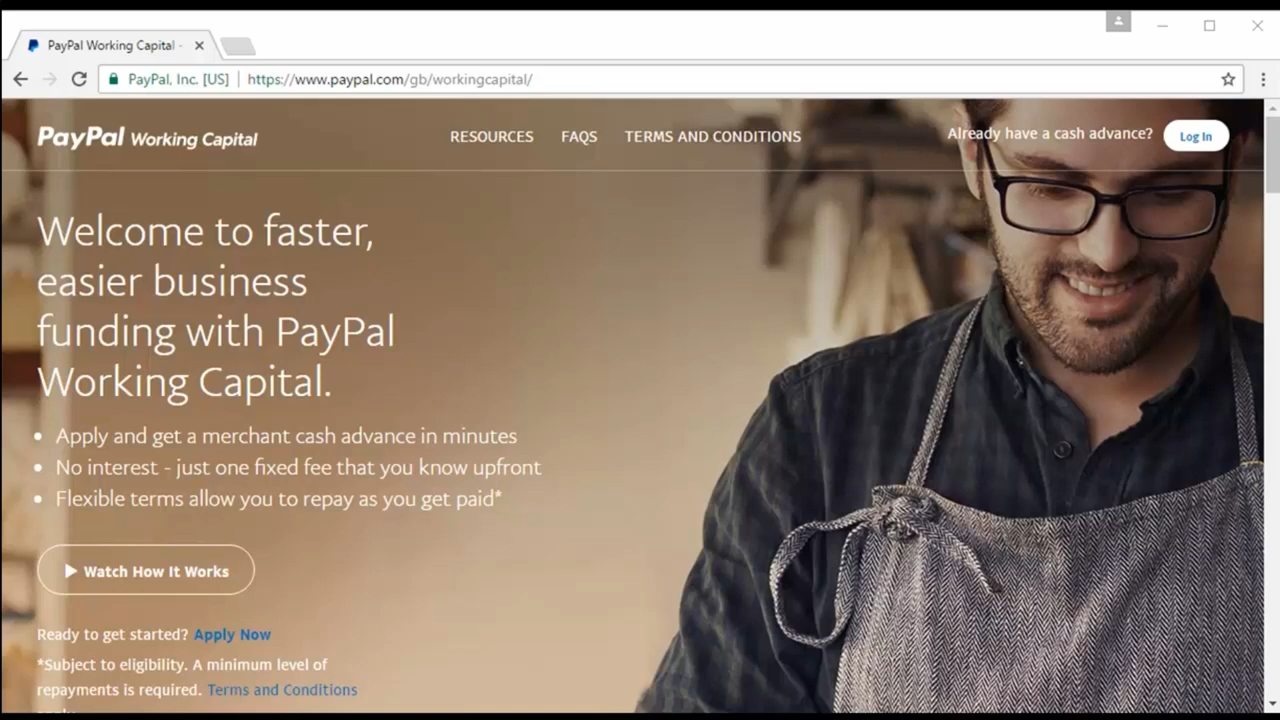 PayPal Working Capital -
PayPal, Inc. [US]
https://www.paypal.com/gb/workingcapital/
PayPal Working Capital
RESOURCES
FAQS
TERMS AND CONDITIONS
Already have a cash advance?
Log In
Welcome to faster,
easier business
funding with PayPal
Working Capital.
• Apply and get a merchant cash advance in minutes
• No interest - just one fixed fee that you know upfront
• Flexible terms allow you to repay as you get paid*
Watch How It Works
Ready to get started? Apply Now
*Subject to eligibility. A minimum level of
repayments is required. Terms and Conditions